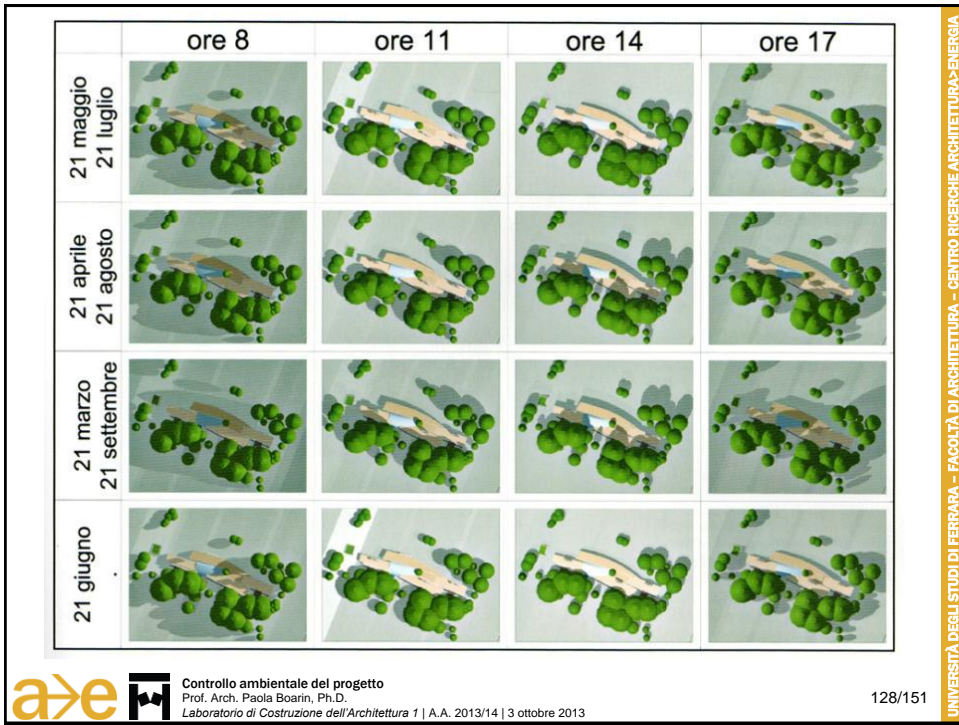 ore 8
ore 11
ore 14
ore 17
21 maggio
21 luglio
21 aprile
21 agosto
21 marzo
21 settembre
21 giugno
.
a>e
Controllo ambientale del progetto
Prof. Arch. Paola Boarin, Ph.D.
Laboratorio di Costruzione dell'Architettura 1 | A.A. 2013/14 | 3 ottobre 2013
128/151
UNIVERSITÀ DEGLI STUDI DI FERRARA – FACOLTÀ DI ARCHITETTURA – CENTRO RICERCHE ARCHITETTURA>ENERGIA